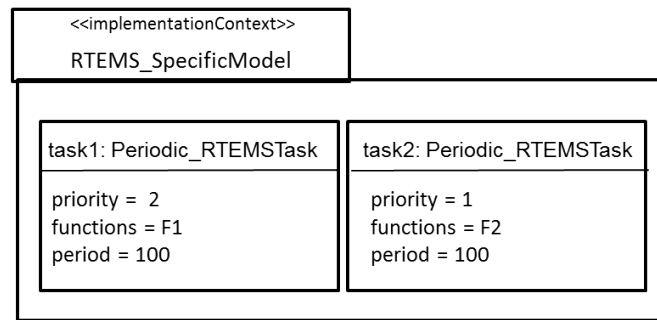 <<implementationContext>>
RTEMS_SpecificModel
task1: Periodic_RTEMSTask
priority = 2
functions = F1
period = 100
task2: Periodic_RTEMSTask
priority = 1
functions = F2
period = 100